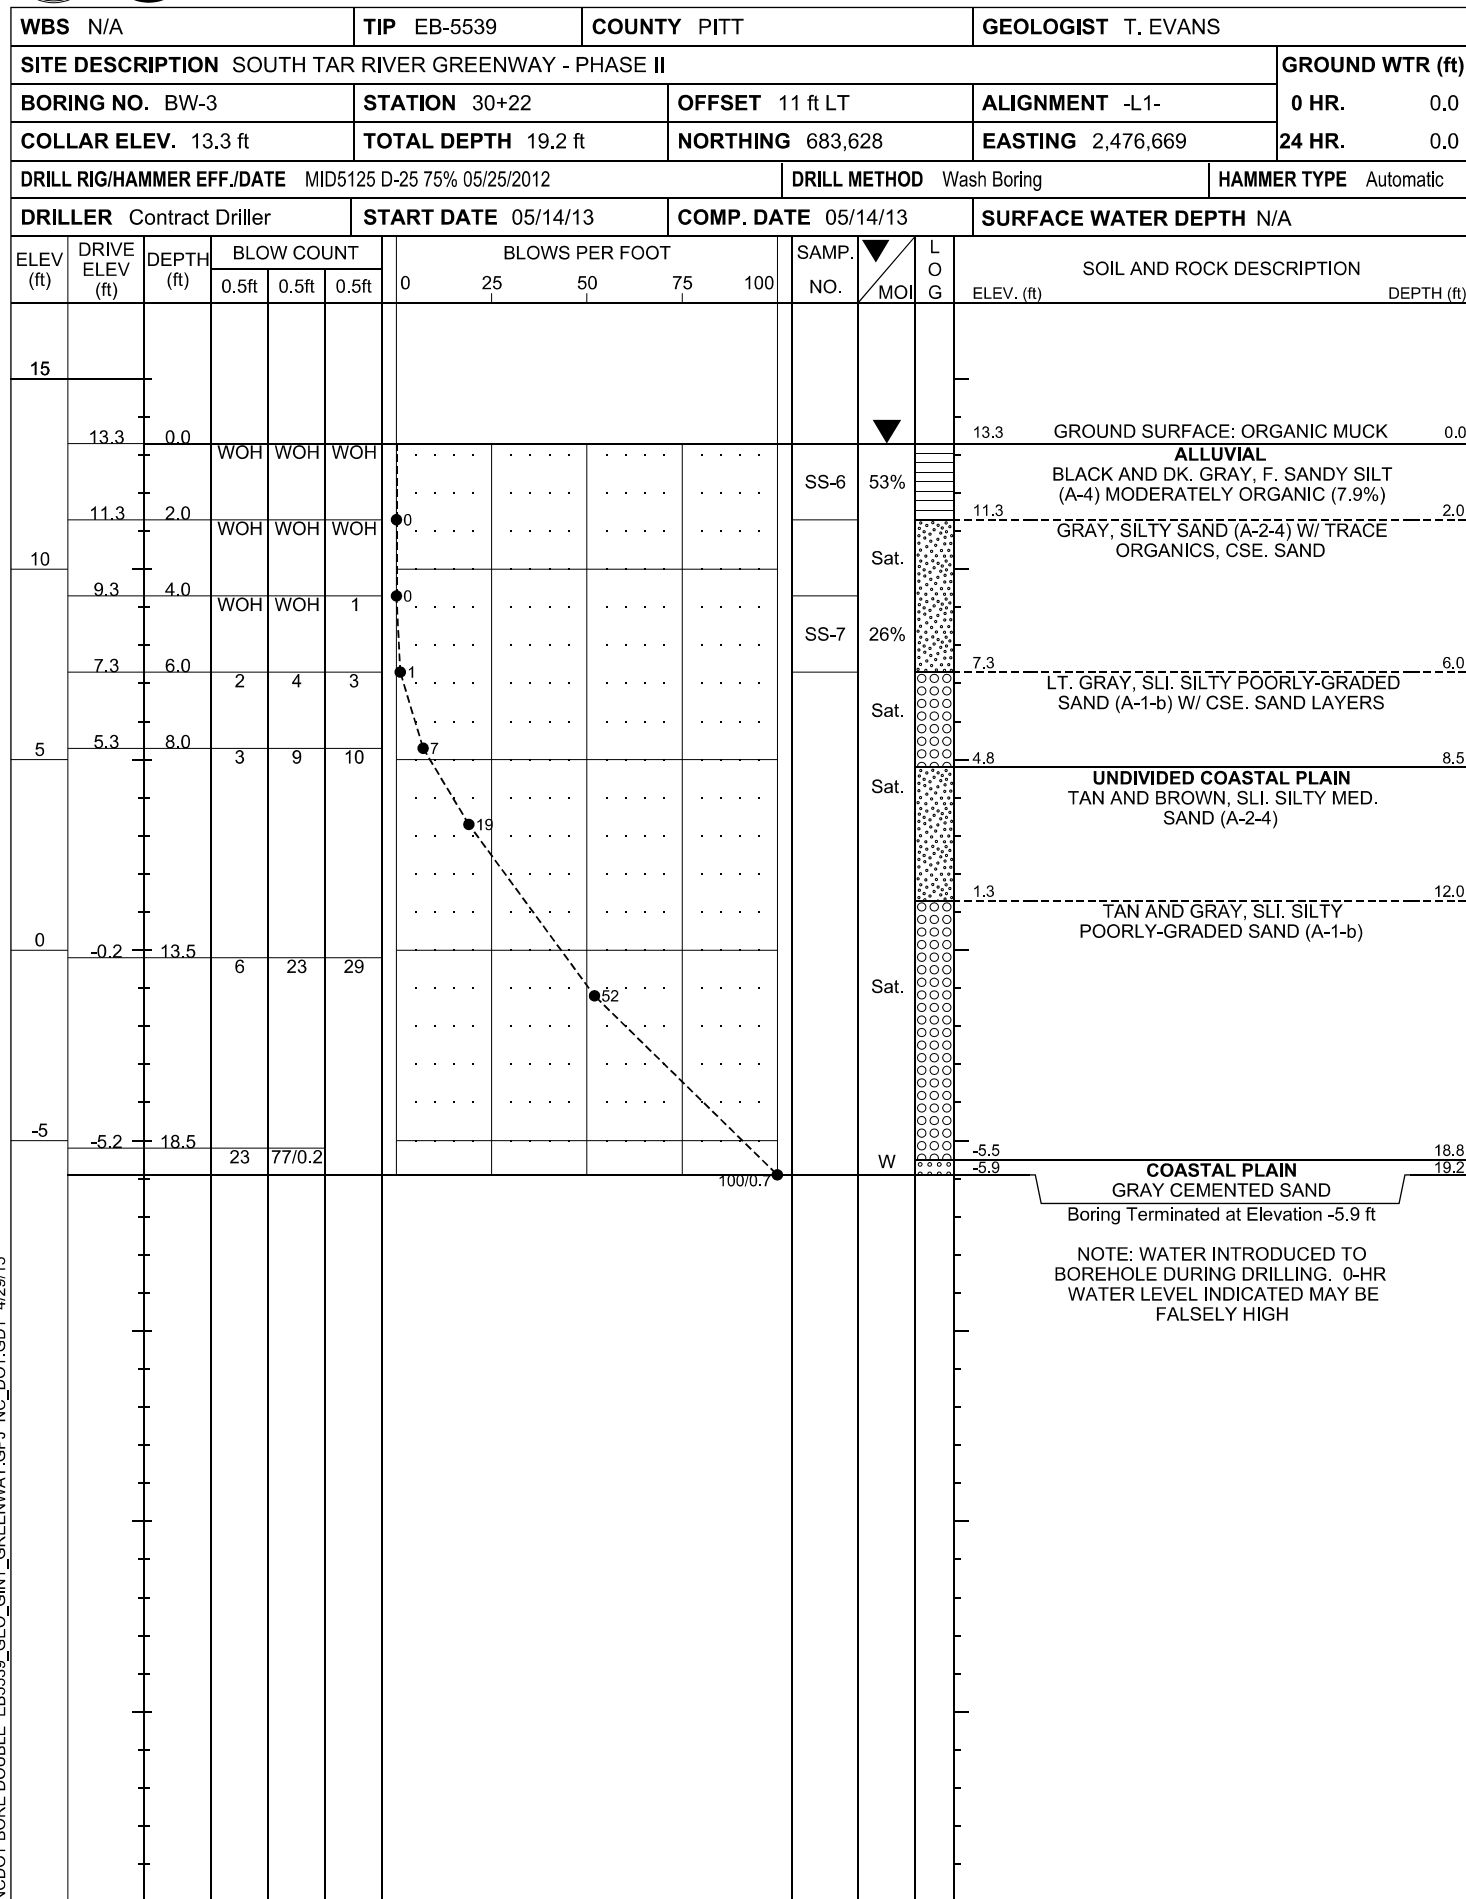 WBS N/A TIP EB-5539 COUNTY PITT GEOLOGIST T. EVANS
SITE DESCRIPTION SOUTH TAR RIVER GREENWAY - PHASE II GROUND WTR (ft)
BORING NO. BW-3 STATION 30+22 OFFSET 11 ft LT ALIGNMENT -L1- 0 HR. 0.0
COLLAR ELEV. 13.3 ft TOTAL DEPTH 19.2 ft NORTHING 683,628 EASTING 2,476,669 24 HR. 0.0
DRILL RIG/HAMMER EFF./DATE MID5125 D-25 75% 05/25/2012 DRILL METHOD Wash Boring HAMMER TYPE Automatic
DRILLER Contract Driller START DATE 05/14/13 COMP. DATE 05/14/13 SURFACE WATER DEPTH N/A
ELEV (ft) DRIVE ELEV (ft) DEPTH (ft) BLOW COUNT BLOWS PER FOOT SAMP. NO. MOI LOG SOIL AND ROCK DESCRIPTION
0.5ft 0.5ft 0.5ft 0 25 50 75 100 ELEV. (ft) DEPTH (ft)
15
13.3 0.0 13.3 GROUND SURFACE: ORGANIC MUCK 0.0
WOH WOH WOH ALLUVIAL
SS-6 53% BLACK AND DK. GRAY, F. SANDY SILT
(A-4) MODERATELY ORGANIC (7.9%)
11.3 2.0 0 11.3 2.0
WOH WOH WOH GRAY, SILTY SAND (A-2-4) W/ TRACE
10 Sat. ORGANICS, CSE. SAND
9.3 4.0 0
WOH WOH 1
SS-7 26%
7.3 6.0 1 7.3 6.0
2 4 3 LT. GRAY, SLI. SILTY POORLY-GRADED
Sat. SAND (A-1-b) W/ CSE. SAND LAYERS
5 5.3 8.0 7
3 9 10 4.8 8.5
UNDIVIDED COASTAL PLAIN
Sat. TAN AND BROWN, SLI. SILTY MED.
19 SAND (A-2-4)
1.3 12.0
TAN AND GRAY, SLI. SILTY
0 POORLY-GRADED SAND (A-1-b)
-0.2 13.5
6 23 29
Sat.
52
-5
-5.2 18.5 -5.5 18.8
23 77/0.2 W
100/0.7 -5.9 COASTAL PLAIN 19.2
GRAY CEMENTED SAND
Boring Terminated at Elevation -5.9 ft
NOTE: WATER INTRODUCED TO
BOREHOLE DURING DRILLING. 0-HR
WATER LEVEL INDICATED MAY BE
FALSELY HIGH
NCDOT BORE DOUBLE EB5539_GEO_GINT_GREENWAY.GPJ NC_DOT.GDT 4/29/15